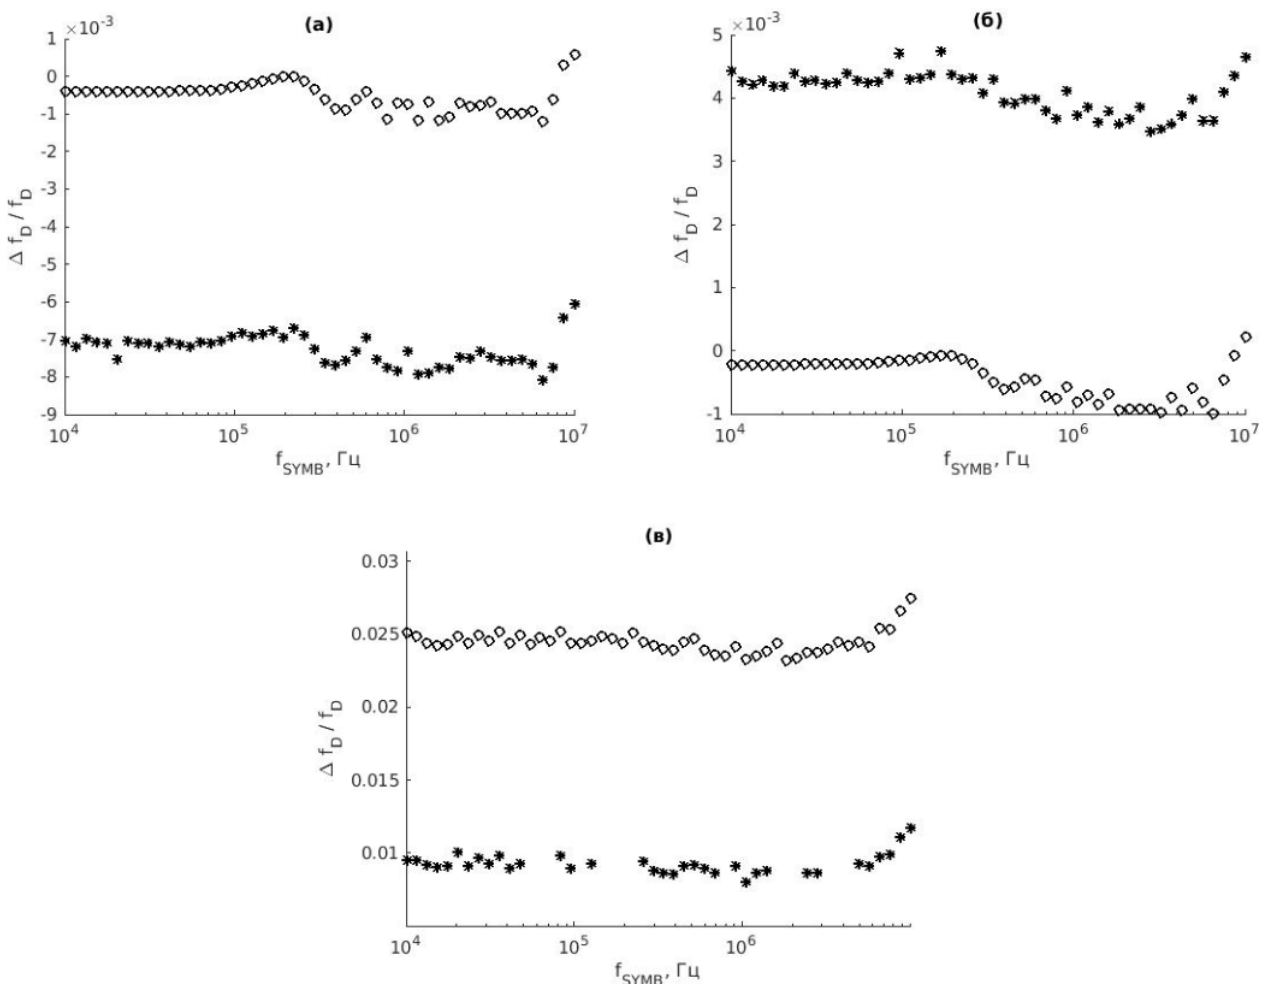 (а)
×10⁻³
1
0
-1
-2
-3
-4
-5
-6
-7
-8
-9
Δ f_D / f_D
10⁴ 10⁵ 10⁶ 10⁷
f_SYMB, Гц
(б)
×10⁻³
5
4
3
2
1
0
-1
Δ f_D / f_D
10⁴ 10⁵ 10⁶ 10⁷
f_SYMB, Гц
(в)
0.03
0.025
0.02
0.015
0.01
Δ f_D / f_D
10⁴ 10⁵ 10⁶
f_SYMB, Гц